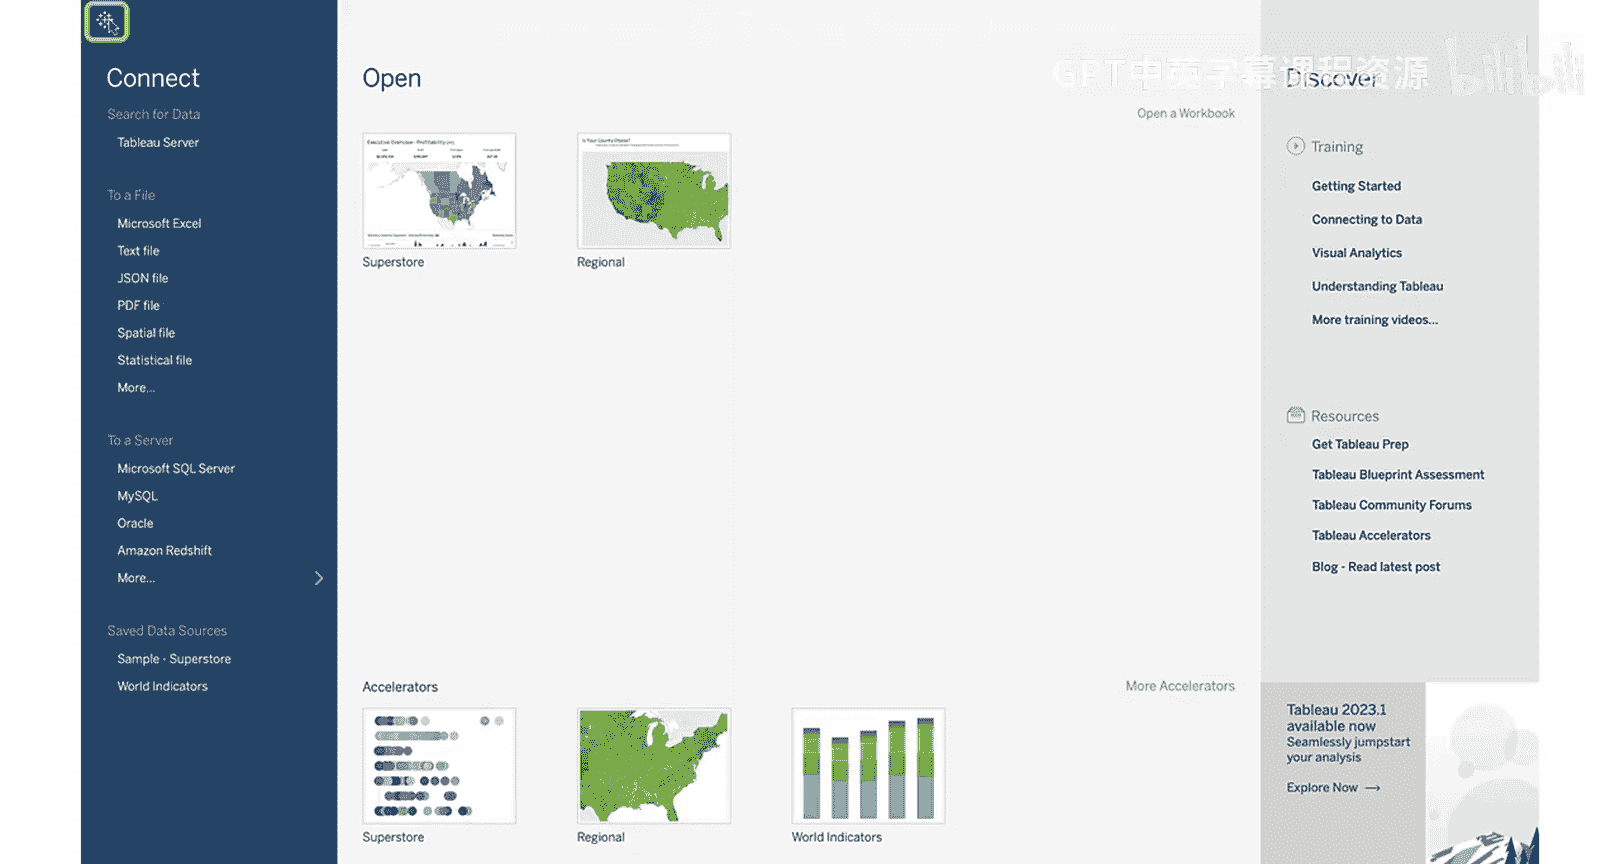 Connect
Search for Data
Tableau Server
To a File
Microsoft Excel
Text file
JSON file
PDF file
Spatial file
Statistical file
More...
To a Server
Microsoft SQL Server
MySQL
Oracle
Amazon Redshift
More...
Saved Data Sources
Sample - Superstore
World Indicators
Open
Open a Workbook
Executive Overview - Profitability
Superstore
Regional
Accelerators
More Accelerators
Superstore
Regional
World Indicators
GPT中英字幕课程资源
bilibili
Discover
Training
Getting Started
Connecting to Data
Visual Analytics
Understanding Tableau
More training videos...
Resources
Get Tableau Prep
Tableau Blueprint Assessment
Tableau Community Forums
Tableau Accelerators
Blog - Read latest post
Tableau 2023.1
available now
Seamlessly jumpstart
your analysis
Explore Now →